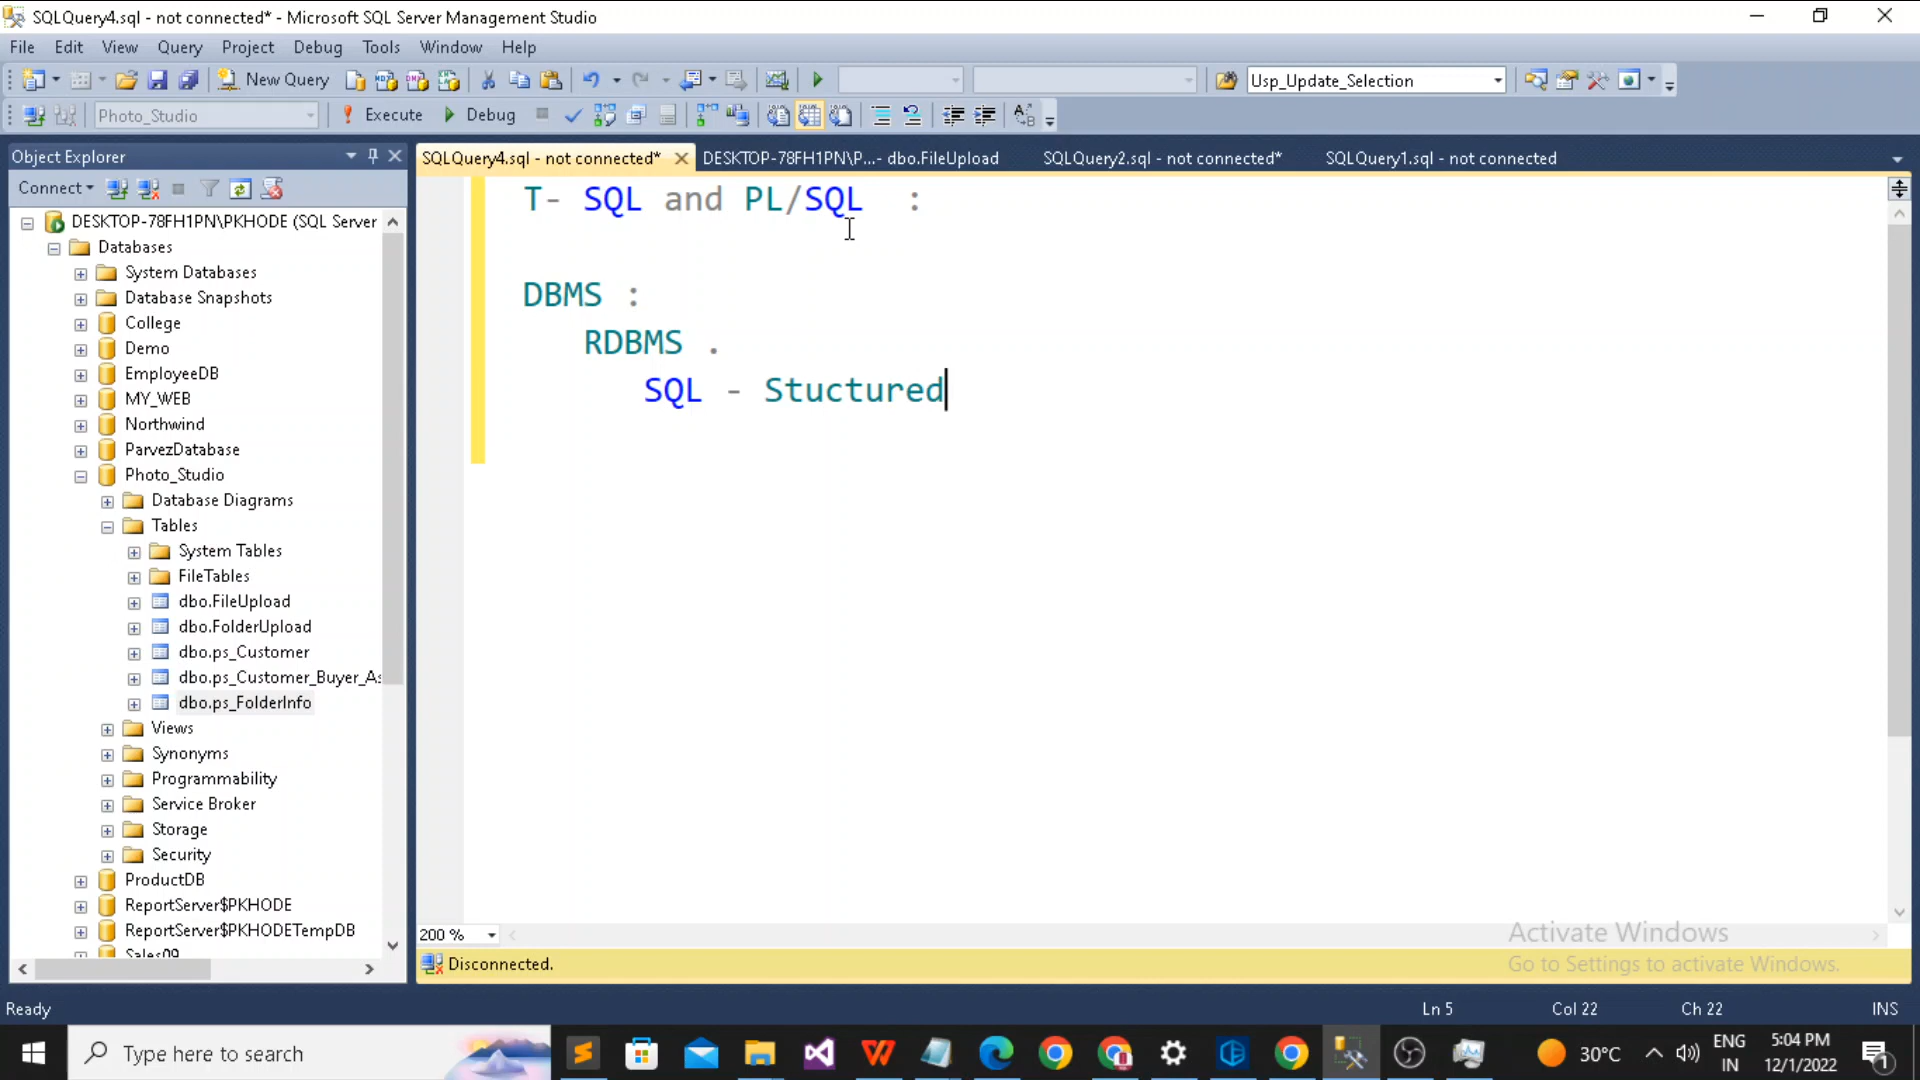 SQLQuery4.sql - not connected* - Microsoft SQL Server Management Studio
File Edit View Query Project Debug Tools Window Help
New Query Usp_Update_Selection
Photo_Studio Execute Debug
Object Explorer
SQLQuery4.sql - not connected* DESKTOP-78FH1PN\P...- dbo.FileUpload SQLQuery2.sql - not connected* SQLQuery1.sql - not connected
Connect
DESKTOP-78FH1PN\PKHODE (SQL Server
Databases
System Databases
Database Snapshots
College
Demo
EmployeeDB
MY_WEB
Northwind
ParvezDatabase
Photo_Studio
Database Diagrams
Tables
System Tables
FileTables
dbo.FileUpload
dbo.FolderUpload
dbo.ps_Customer
dbo.ps_Customer_Buyer_As
dbo.ps_FolderInfo
Views
Synonyms
Programmability
Service Broker
Storage
Security
ProductDB
ReportServer$PKHODE
ReportServer$PKHODETempDB
Sales09
T- SQL and PL/SQL :
DBMS :
RDBMS .
SQL - Stuctured
200 %
Activate Windows
Go to Settings to activate Windows.
Disconnected.
Ready Ln 5 Col 22 Ch 22 INS
Type here to search
30°C
ENG
IN
5:04 PM
12/1/2022
1